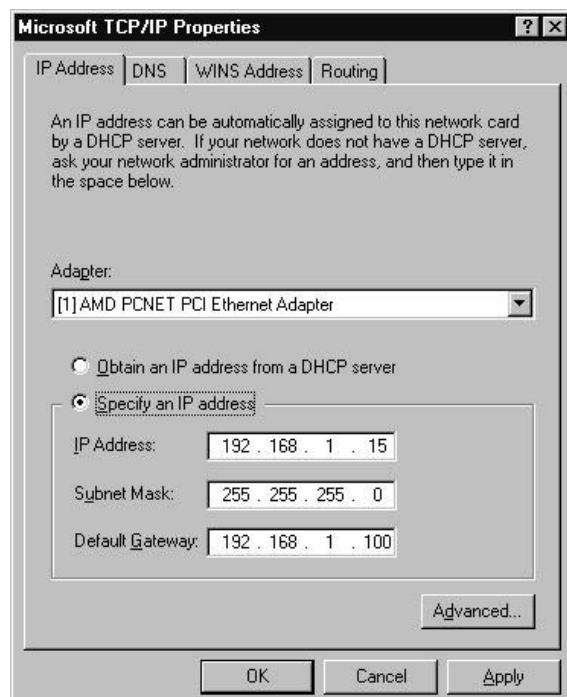 Microsoft TCP/IP Properties
IP Address DNS WINS Address Routing
An IP address can be automatically assigned to this network card
by a DHCP server. If your network does not have a DHCP server,
ask your network administrator for an address, and then type it in
the space below.
Adapter:
[1] AMD PCNET PCI Ethernet Adapter
Obtain an IP address from a DHCP server
Specify an IP address
IP Address: 192 . 168 . 1 . 15
Subnet Mask: 255 . 255 . 255 . 0
Default Gateway: 192 . 168 . 1 . 100
Advanced...
OK Cancel Apply